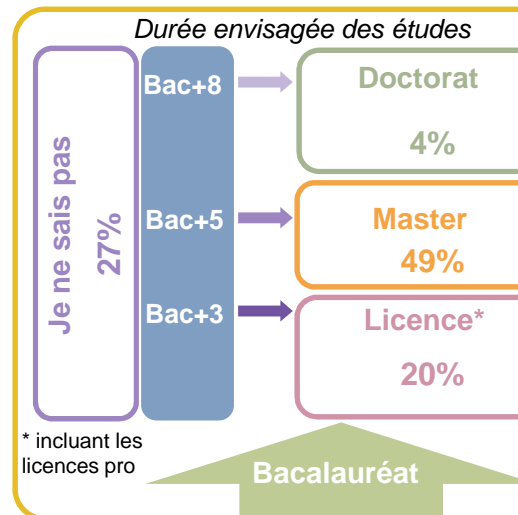 Durée envisagée des études
Je ne sais pas
27%
Bac+8
Doctorat
4%
Bac+5
Master
49%
Bac+3
Licence*
20%
* incluant les
licences pro
Bacalauréat